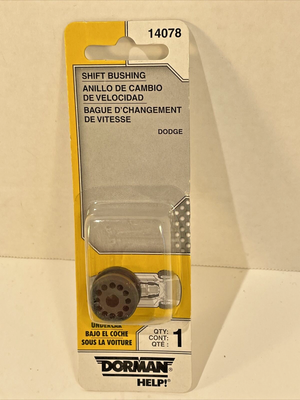 14078
SHIFT BUSHING
ANILLO DE CAMBIO
DE VELOCIDAD
BAGUE D'CHANGEMENT
DE VITESSE
DODGE
UNDERCAR
BAJO EL COCHE
SOUS LA VOITURE
QTY:
CONT: 1
QTÉ :
DORMAN
HELP!